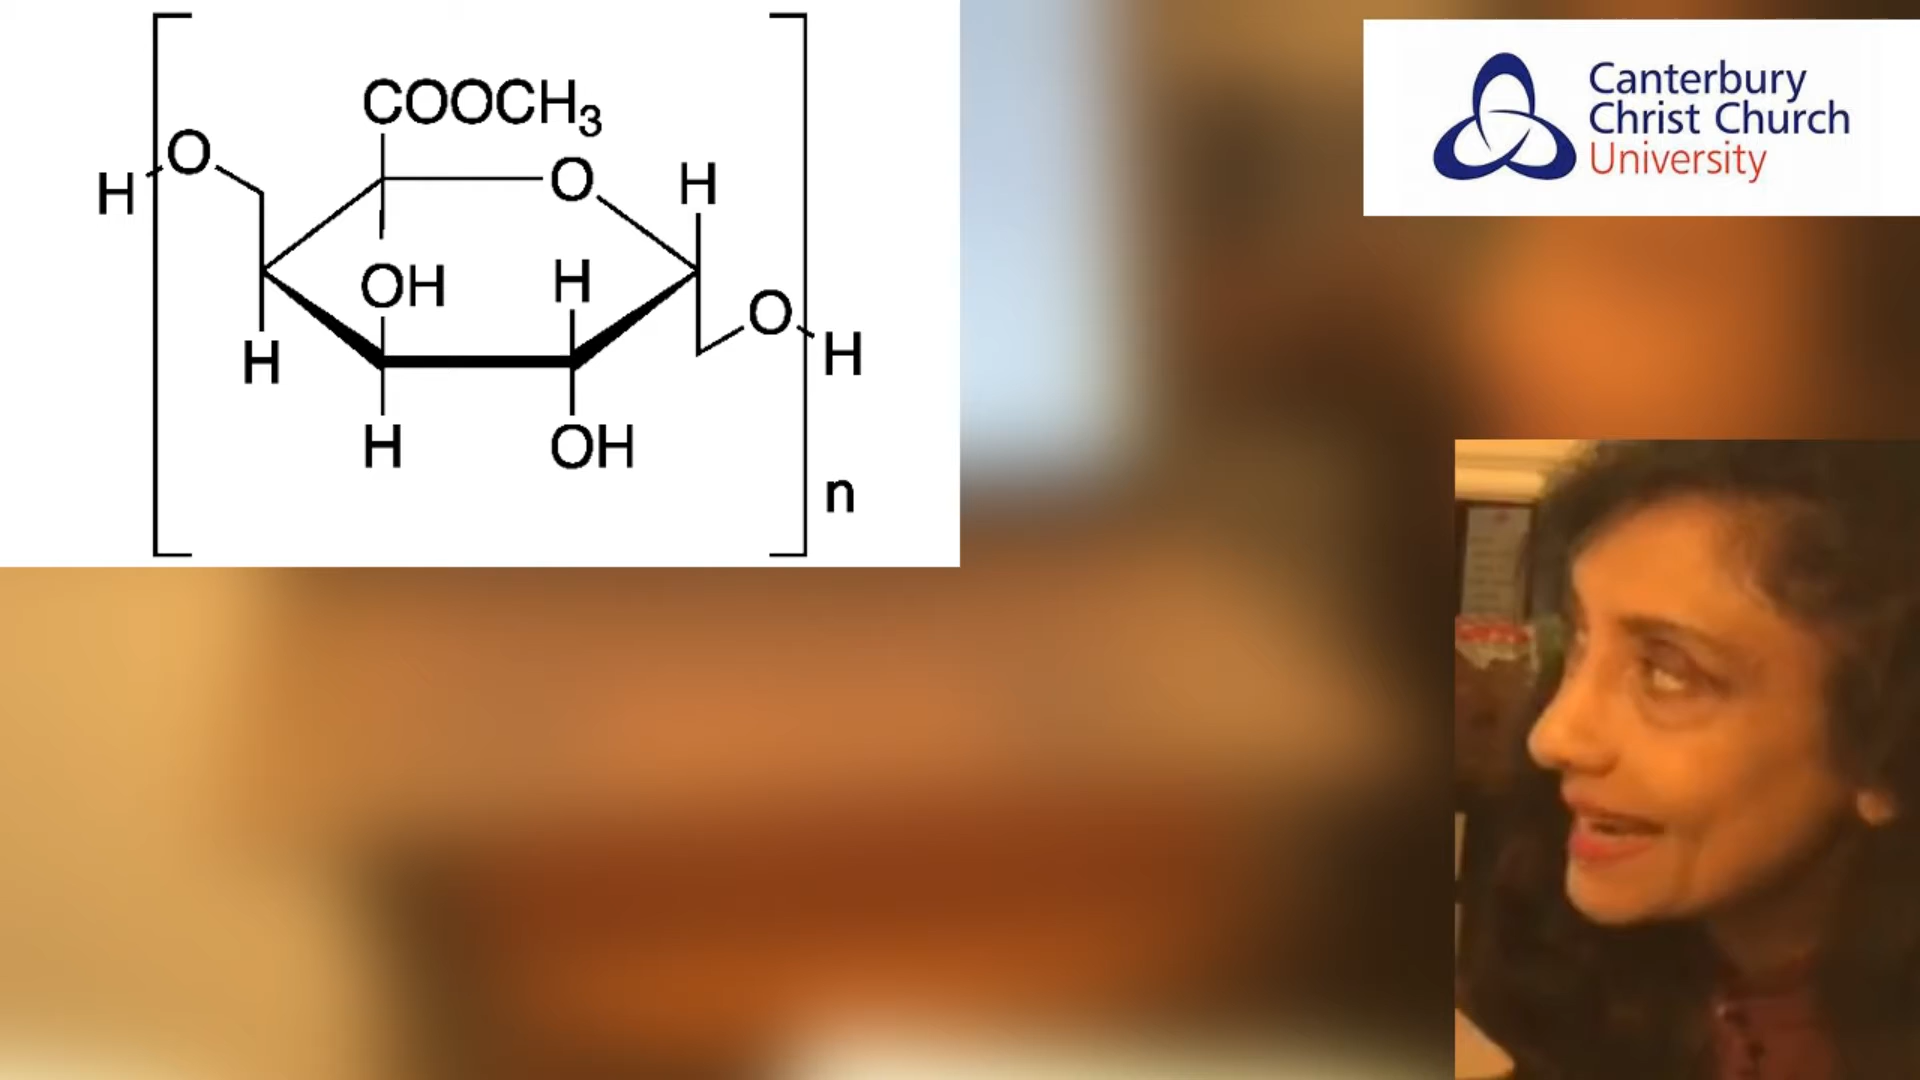 COOCH3
O
H
O
H
OH
H
O
H
H
H
OH
n
Canterbury
Christ Church
University